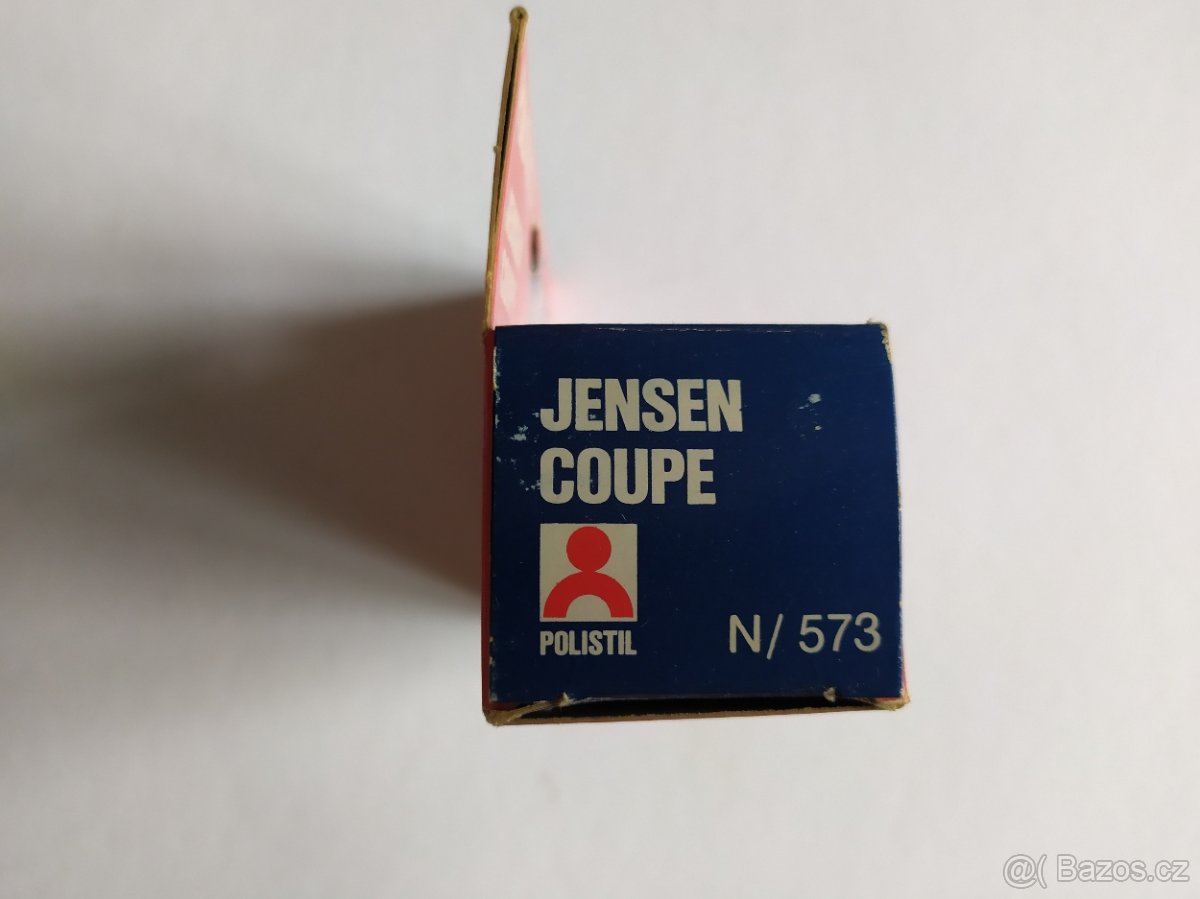 JENSEN
COUPE
POLISTIL
N/ 573
@( Bazos.cz